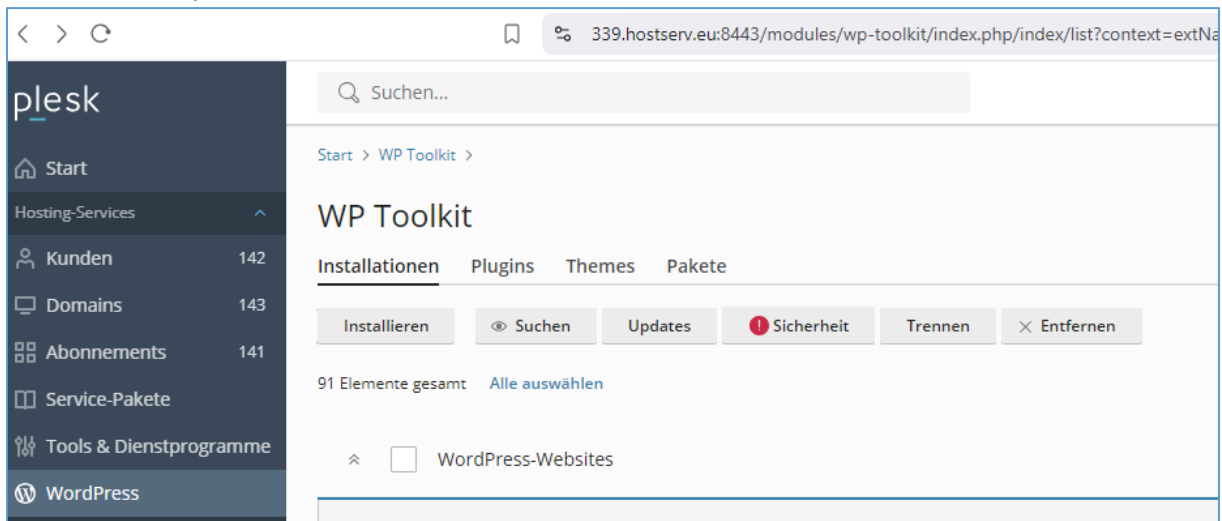 339.hostserv.eu:8443/modules/wp-toolkit/index.php/index/list?context=extNa
plesk
Suchen...
Start
Start > WP Toolkit >
Hosting-Services
WP Toolkit
Kunden 142
Installationen Plugins Themes Pakete
Domains 143
Installieren Suchen Updates Sicherheit Trennen Entfernen
Abonnements 141
91 Elemente gesamt Alle auswählen
Service-Pakete
Tools & Dienstprogramme
WordPress-Websites
WordPress